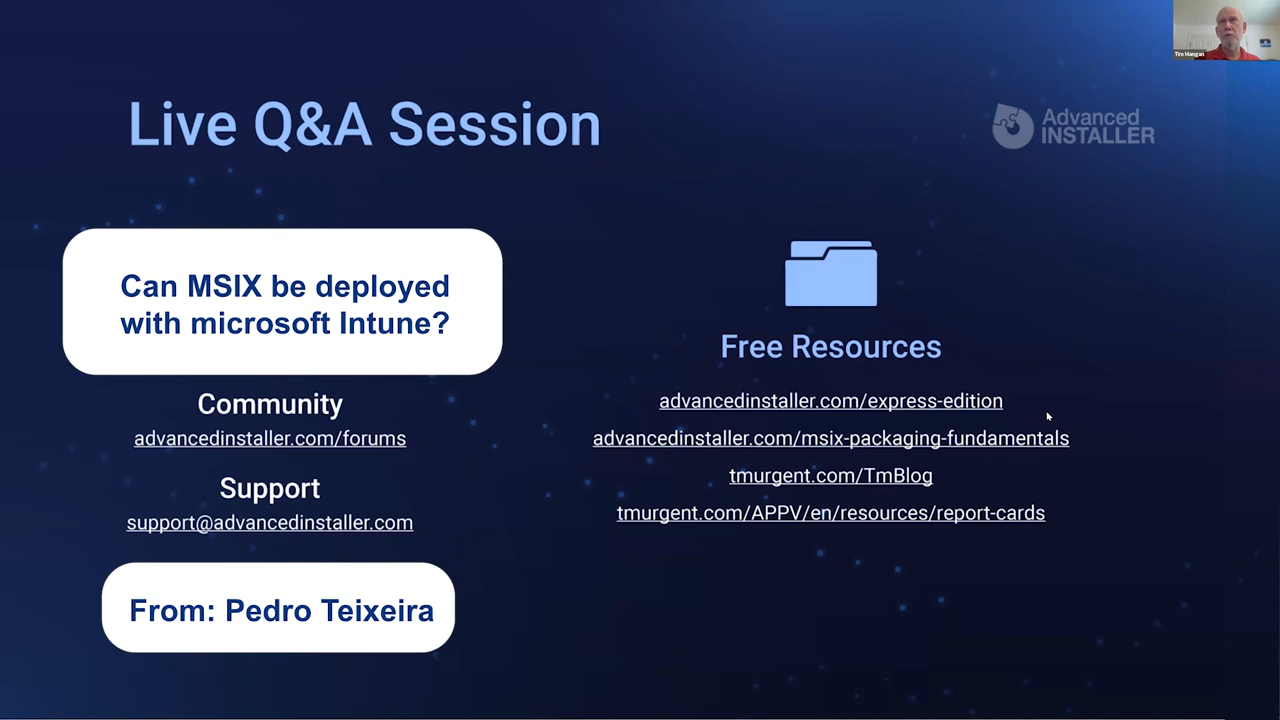 Tim Mangan
Live Q&A Session
Advanced
INSTALLER
Can MSIX be deployed
with microsoft Intune?
Community
advancedinstaller.com/forums
Support
support@advancedinstaller.com
From: Pedro Teixeira
Free Resources
advancedinstaller.com/express-edition
advancedinstaller.com/msix-packaging-fundamentals
tmurgent.com/TmBlog
tmurgent.com/APPV/en/resources/report-cards